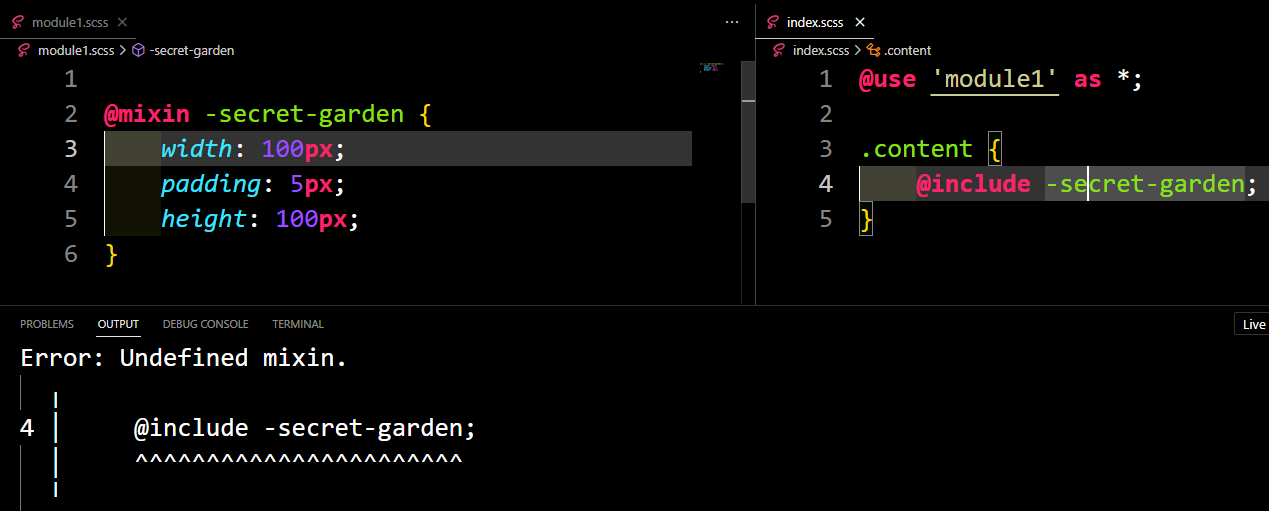 module1.scss
module1.scss > -secret-garden
1
2 @mixin -secret-garden {
3 width: 100px;
4 padding: 5px;
5 height: 100px;
6 }
index.scss
index.scss > .content
1 @use 'module1' as *;
2
3 .content {
4 @include -secret-garden;
5 }
PROBLEMS OUTPUT DEBUG CONSOLE TERMINAL
Live
Error: Undefined mixin.
4 | @include -secret-garden;
^^^^^^^^^^^^^^^^^^^^^^^